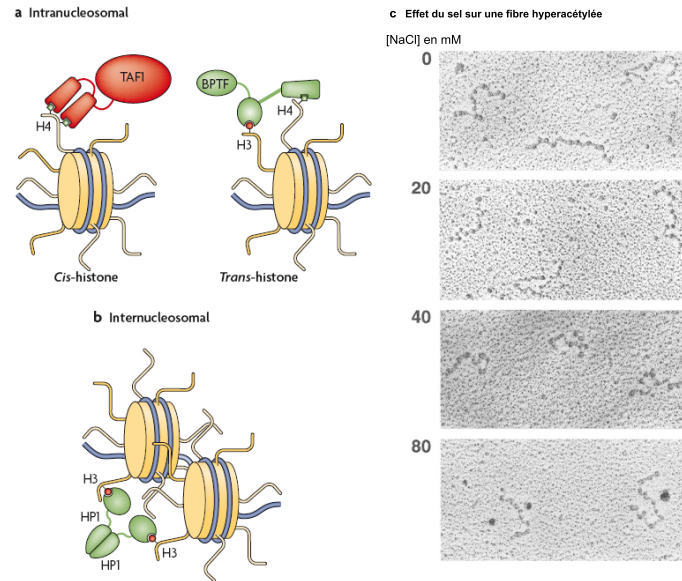 a Intranucleosomal
TAF1
H4
Cis-histone
BPTF
H4
H3
Trans-histone
b Internucleosomal
H3
HP1
HP1
H3
c Effet du sel sur une fibre hyperacétylée
[NaCl] en mM
0
20
40
80